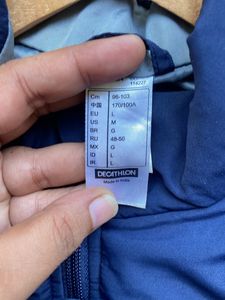 Cm 96-103
中国 170/100A
EU L
US M
BR G
RU 48-50
MX G
ID L
IR L
DECATHLON
Made in India